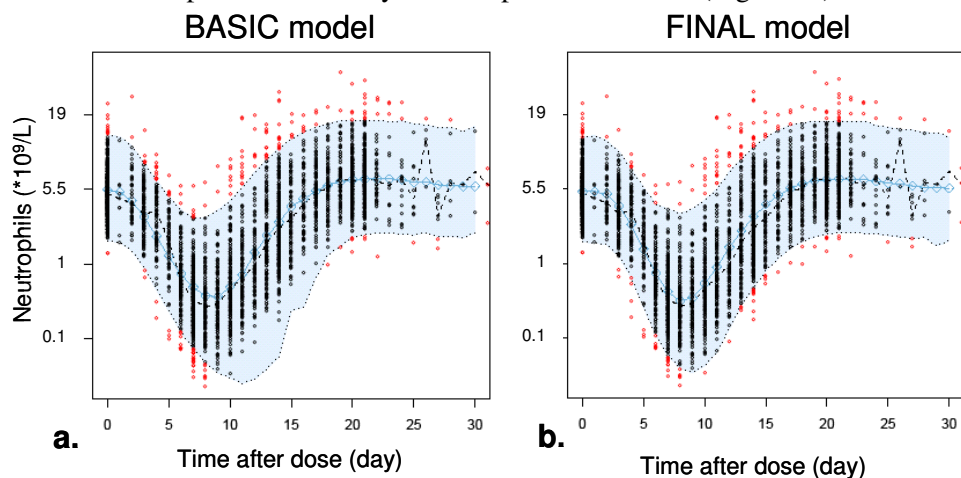 BASIC model
FINAL model
Neutrophils (*10⁹/L)
19
5.5
1
0.1
0 5 10 15 20 25 30
a.
Time after dose (day)
19
5.5
1
0.1
0 5 10 15 20 25 30
b.
Time after dose (day)